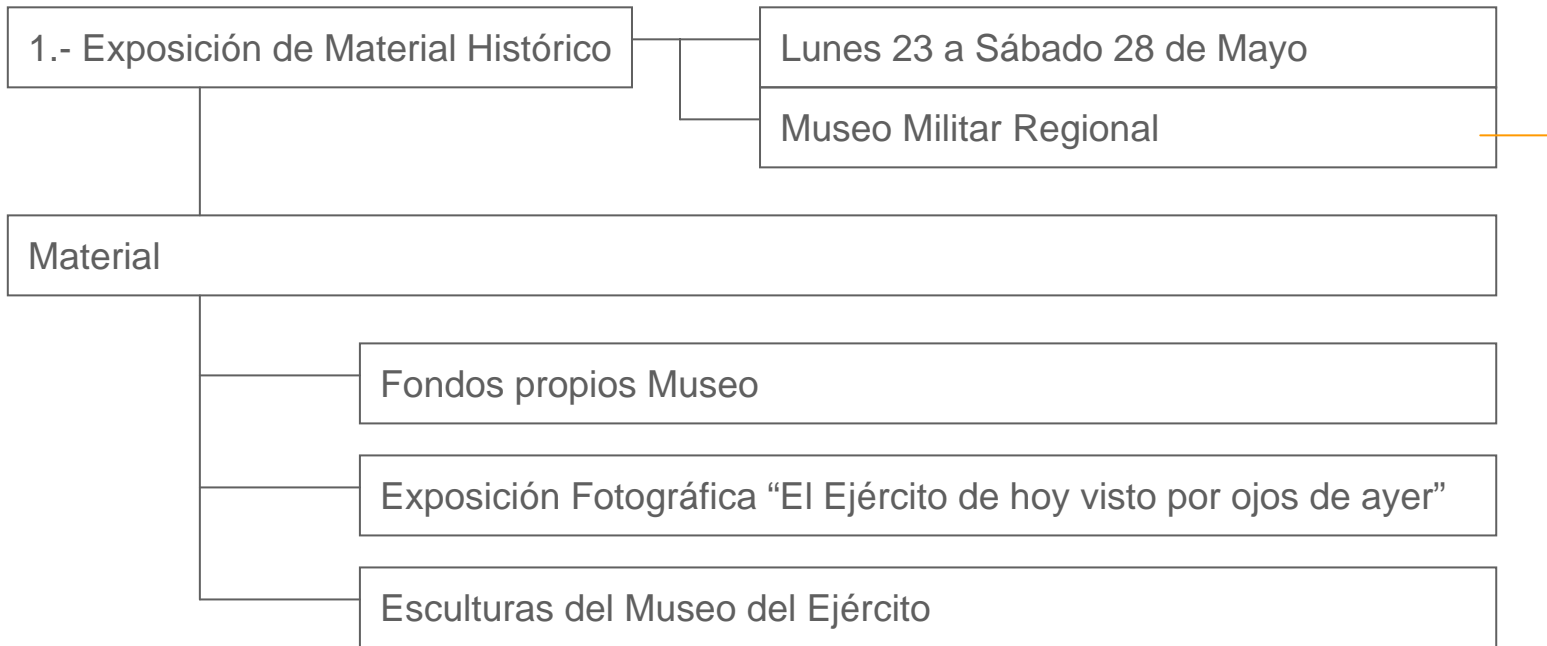 1.- Exposición de Material Histórico
Lunes 23 a Sábado 28 de Mayo
Museo Militar Regional
Material
Fondos propios Museo
Exposición Fotográfica “El Ejército de hoy visto por ojos de ayer”
Esculturas del Museo del Ejército